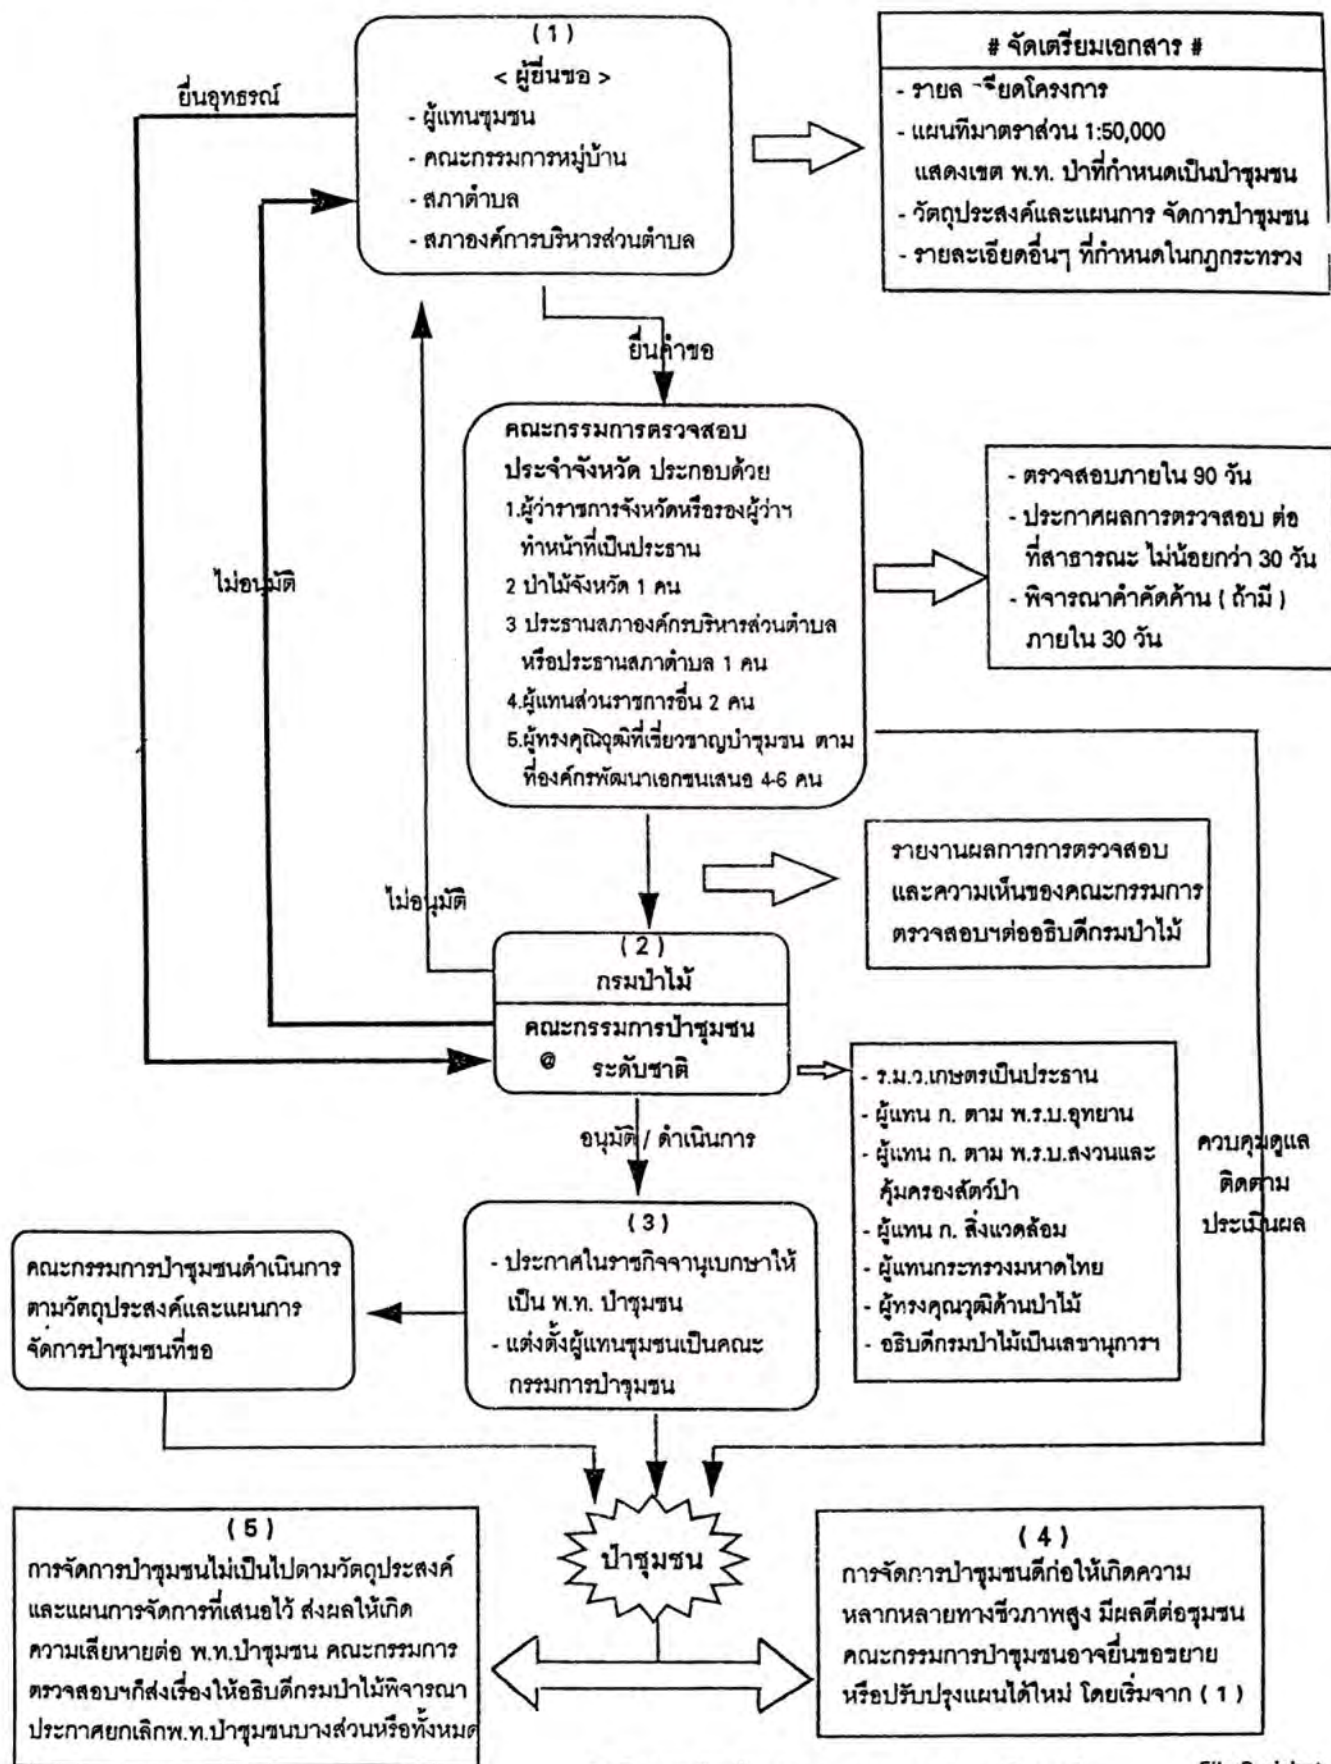 ( 1 )
< ผู้ยื่นขอ >
- ผู้แทนชุมชน
- คณะกรรมการหมู่บ้าน
- สภาตำบล
- สภาองค์การบริหารส่วนตำบล
# จัดเตรียมเอกสาร #
- รายล ียดโครงการ
- แผนที่มาตราส่วน 1:50,000
แสดงเขต พ.ท. ป่าที่กำหนดเป็นป่าชุมชน
- วัตถุประสงค์และแผนการ จัดการป่าชุมชน
- รายละเอียดอื่นๆ ที่กำหนดในกฎกระทรวง
ยื่นอุทธรณ์
ยื่นคำขอ
คณะกรรมการตรวจสอบ
ประจำจังหวัด ประกอบด้วย
1.ผู้ว่าราชการจังหวัดหรือรองผู้ว่าฯ
ทำหน้าที่เป็นประธาน
2 ป่าไม้จังหวัด 1 คน
3 ประธานสภาองค์กรบริหารส่วนตำบล
หรือประธานสภาตำบล 1 คน
4.ผู้แทนส่วนราชการอื่น 2 คน
5.ผู้ทรงคุณวุฒิที่เชี่ยวชาญป่าชุมชน ตาม
ที่องค์กรพัฒนาเอกชนเสนอ 4-6 คน
- ตรวจสอบภายใน 90 วัน
- ประกาศผลการตรวจสอบ ต่อ
ที่สาธารณะ ไม่น้อยกว่า 30 วัน
- พิจารณาคำคัดค้าน ( ถ้ามี )
ภายใน 30 วัน
ไม่อนุมัติ
ไม่อนุมัติ
รายงานผลการการตรวจสอบ
และความเห็นของคณะกรรมการ
ตรวจสอบฯต่ออธิบดีกรมป่าไม้
( 2 )
กรมป่าไม้
คณะกรรมการป่าชุมชน
@ ระดับชาติ
- ร.ม.ว.เกษตรเป็นประธาน
- ผู้แทน ก. ตาม พ.ร.บ.อุทยาน
- ผู้แทน ก. ตาม พ.ร.บ.สงวนและ
คุ้มครองสัตว์ป่า
- ผู้แทน ก. สิ่งแวดล้อม
- ผู้แทนกระทรวงมหาดไทย
- ผู้ทรงคุณวุฒิด้านป่าไม้
- อธิบดีกรมป่าไม้เป็นเลขานุการฯ
ควบคุมดูแล
ติดตาม
ประเมินผล
อนุมัติ / ดำเนินการ
( 3 )
- ประกาศในราชกิจจานุเบกษาให้
เป็น พ.ท. ป่าชุมชน
- แต่งตั้งผู้แทนชุมชนเป็นคณะ
กรรมการป่าชุมชน
คณะกรรมการป่าชุมชนดำเนินการ
ตามวัตถุประสงค์และแผนการ
จัดการป่าชุมชนที่ขอ
ป่าชุมชน
( 5 )
การจัดการป่าชุมชนไม่เป็นไปตามวัตถุประสงค์
และแผนการจัดการที่เสนอไว้ ส่งผลให้เกิด
ความเสียหายต่อ พ.ท.ป่าชุมชน คณะกรรมการ
ตรวจสอบฯก็ส่งเรื่องให้อธิบดีกรมป่าไม้พิจารณา
ประกาศยกเลิกพ.ท.ป่าชุมชนบางส่วนหรือทั้งหมด
( 4 )
การจัดการป่าชุมชนดีก่อให้เกิดความ
หลากหลายทางชีวภาพสูง มีผลดีต่อชุมชน
คณะกรรมการป่าชุมชนอาจยื่นขอขยาย
หรือปรับปรุงแผนได้ใหม่ โดยเริ่มจาก ( 1 )